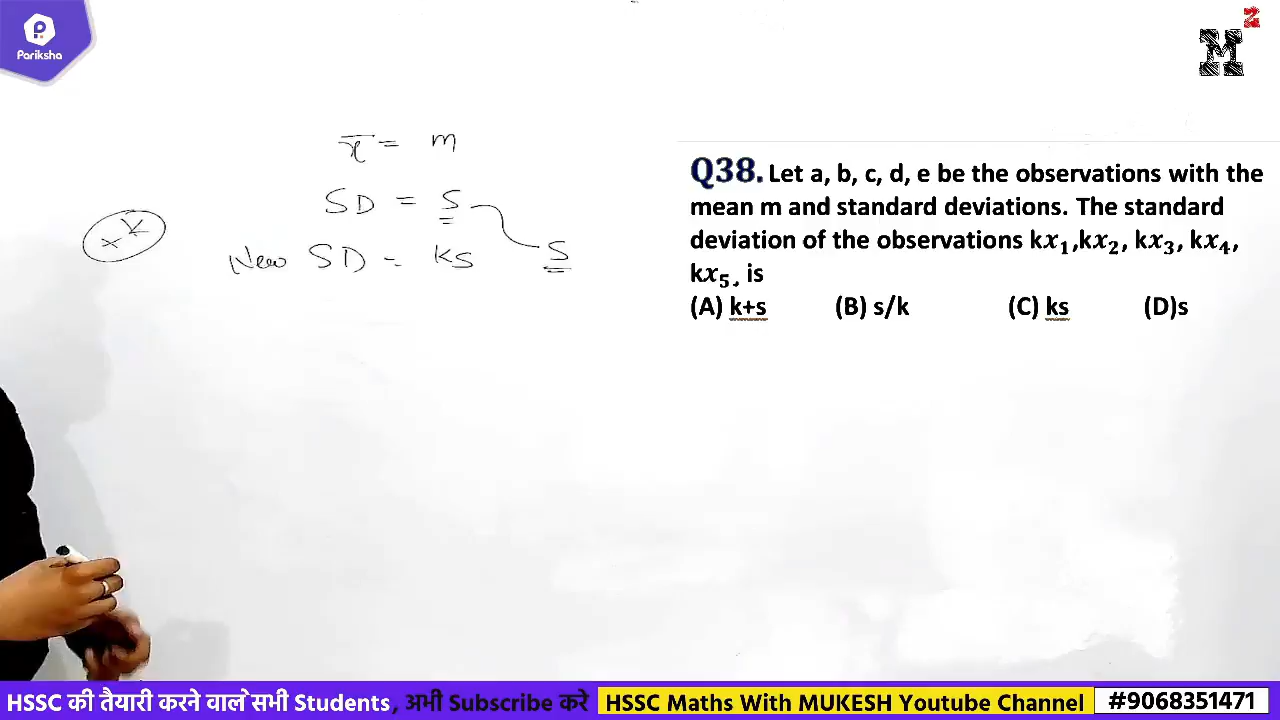 Pariksha
M²
x̄ = m
SD = s
New SD = ks s
+ k
Q38. Let a, b, c, d, e be the observations with the
mean m and standard deviations. The standard
deviation of the observations kx₁,kx₂, kx₃, kx₄,
kx₅, is
(A) k+s (B) s/k (C) ks (D)s
HSSC की तैयारी करने वाले सभी Students, अभी Subscribe करे HSSC Maths With MUKESH Youtube Channel #9068351471